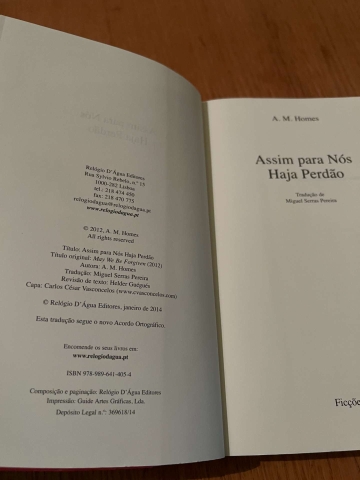 Relógio D'Água Editores
Rua Sylvio Rebelo, n.º 15
1000-282 Lisboa
tel.: 218 474 450
fax: 218 470 775
relogiodagua@relogiodagua.pt
www.relogiodagua.pt
© 2012, A. M. Homes
All rights reserved
Título: Assim para Nós Haja Perdão
Título original: May We Be Forgiven (2012)
Autora: A. M. Homes
Tradução: Miguel Serras Pereira
Revisão de texto: Helder Guégués
Capa: Carlos César Vasconcelos (www.cvasconcelos.com)
© Relógio D'Água Editores, janeiro de 2014
Esta tradução segue o novo Acordo Ortográfico.
Encomende os seus livros em:
www.relogiodagua.pt
ISBN 978-989-641-405-4
Composição e paginação: Relógio D'Água Editores
Impressão: Guide Artes Gráficas, Lda.
Depósito Legal n.º: 369618/14
A. M. Homes
Assim para Nós
Haja Perdão
Tradução de
Miguel Serras Pereira
Ficçõe